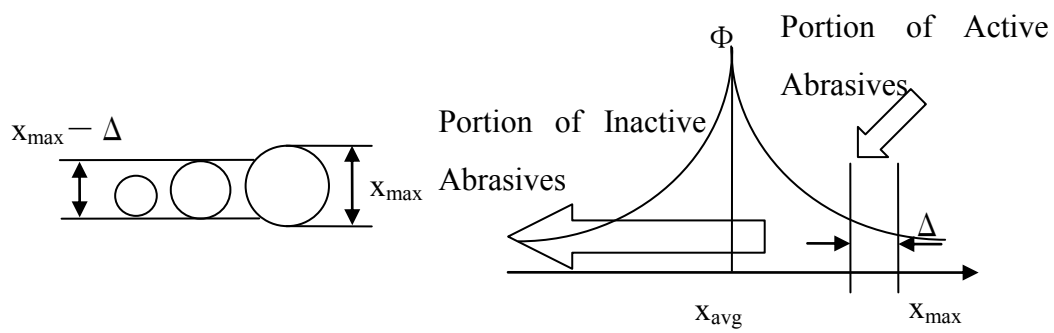 x_max − Δ
x_max
Portion of Inactive
Abrasives
Φ
Portion of Active
Abrasives
Δ
x_avg
x_max